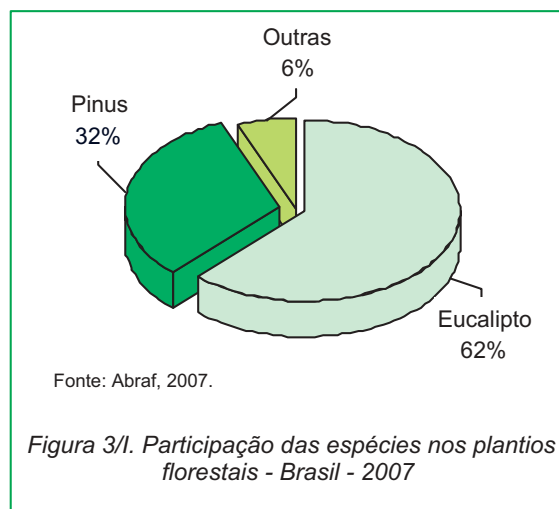 Outras
6%
Pinus
32%
Eucalipto
62%
Fonte: Abraf, 2007.
Figura 3/I. Participação das espécies nos plantios
florestais - Brasil - 2007